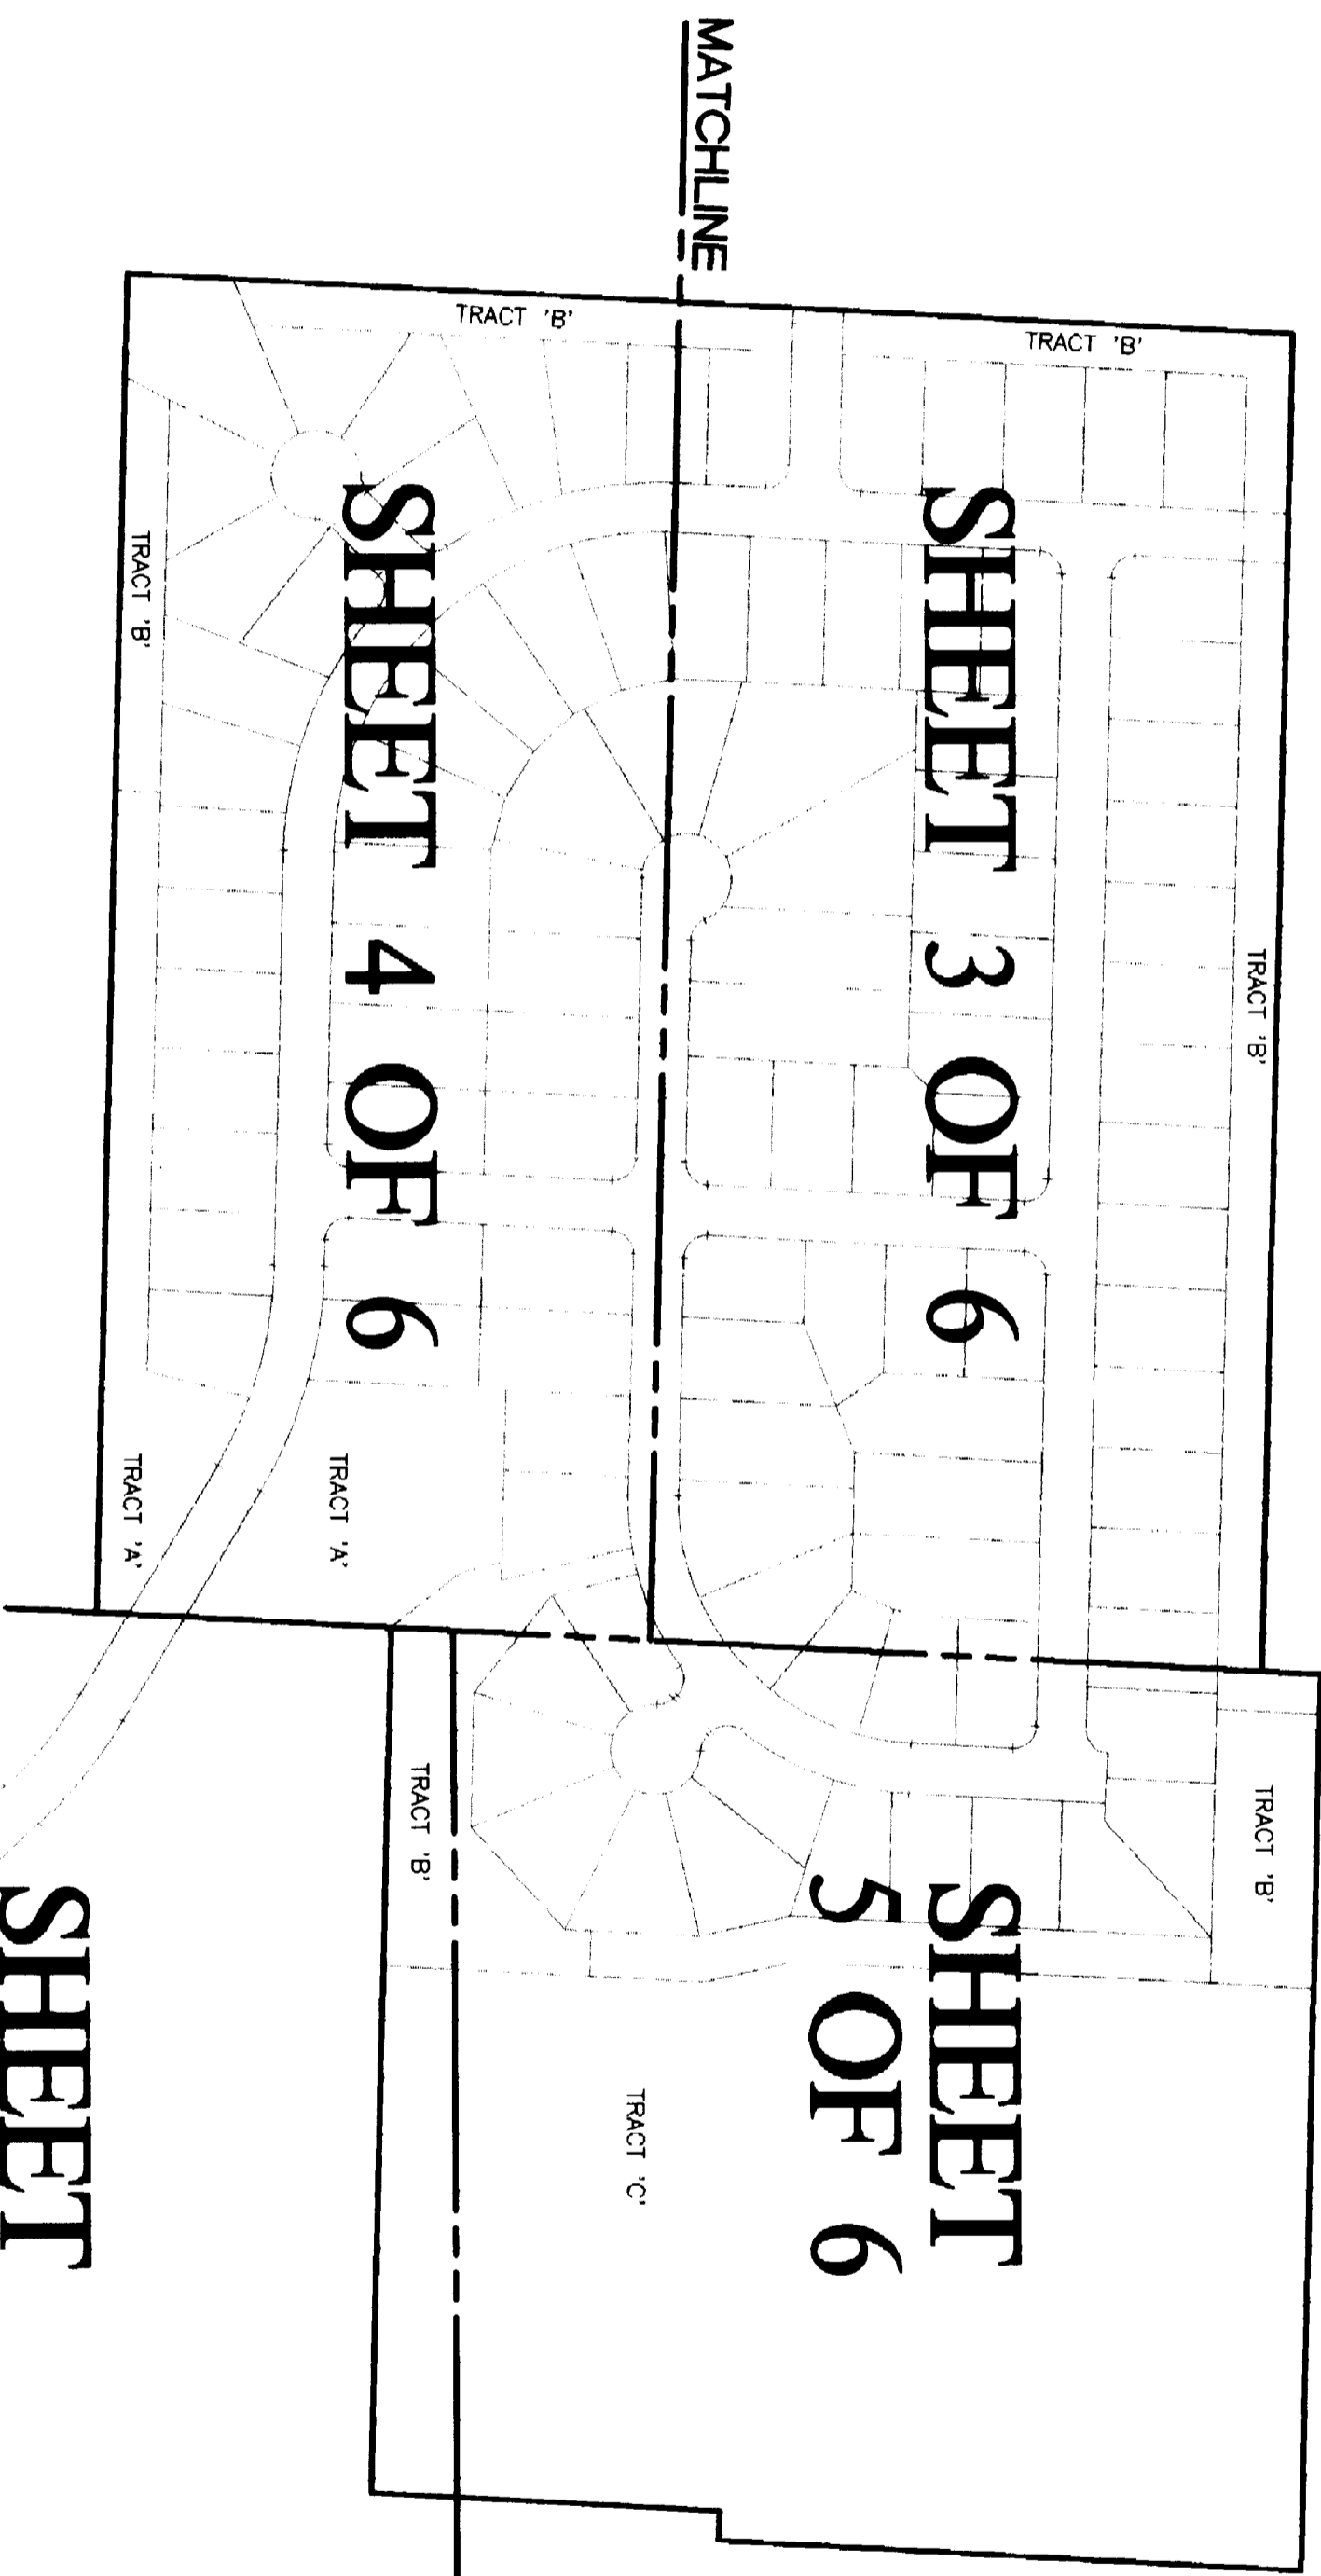 MATCHLINE
TRACT 'B'
TRACT 'B'
TRACT 'B'
TRACT 'B'
SHEET 3 OF 6
SHEET 4 OF 6
TRACT 'A'
TRACT 'A'
TRACT 'B'
TRACT 'B'
SHEET
5 OF 6
TRACT 'C'
SHEET